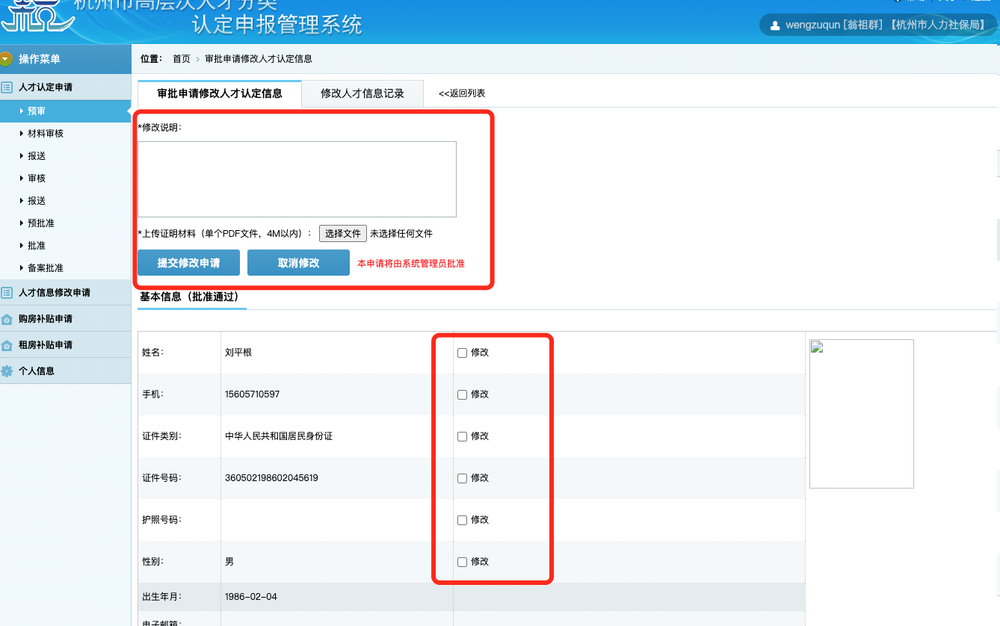 杭州市高层次人才分类
认定申报管理系统
wengzuqun [翁祖群] 【杭州市人力社保局】
操作菜单
人才认定申请
预审
材料审核
报送
审核
报送
预批准
批准
备案批准
人才信息修改申请
购房补贴申请
租房补贴申请
个人信息
位置： 首页 > 审批申请修改人才认定信息
审批申请修改人才认定信息 修改人才信息记录 <<返回列表
*修改说明：
*上传证明材料（单个PDF文件，4M以内）： 选择文件 未选择任何文件
提交修改申请 取消修改 本申请将由系统管理员批准
基本信息（批准通过）
姓名： 刘平根 修改
手机： 15605710597 修改
证件类别： 中华人民共和国居民身份证 修改
证件号码： 360502198602045619 修改
护照号码： 修改
性别： 男 修改
出生年月： 1986-02-04
电子邮箱：